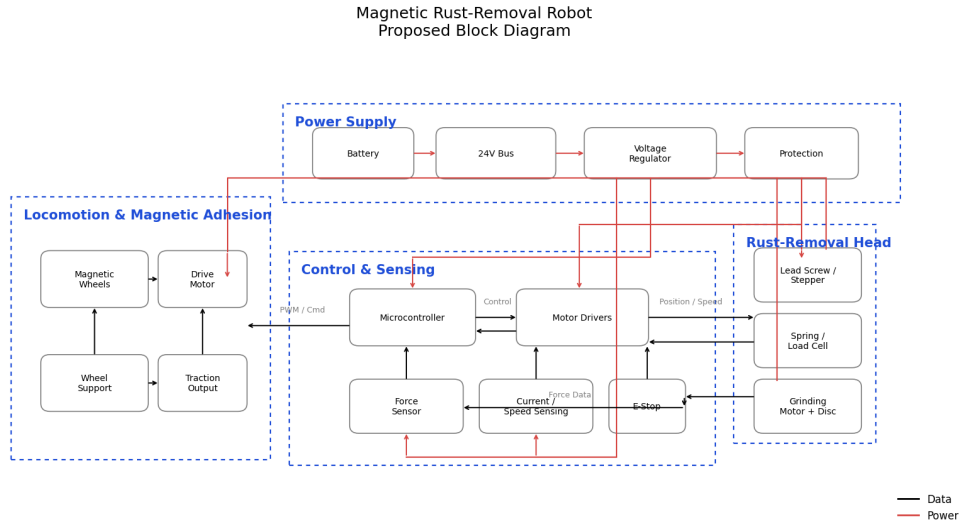 Magnetic Rust-Removal Robot
Proposed Block Diagram
Power Supply
Battery
24V Bus
Voltage
Regulator
Protection
Locomotion & Magnetic Adhesion
Magnetic
Wheels
Drive
Motor
Wheel
Support
Traction
Output
PWM / Cmd
Control & Sensing
Microcontroller
Control
Motor Drivers
Position / Speed
Force
Sensor
Current /
Speed Sensing
Force Data
E-Stop
Rust-Removal Head
Lead Screw /
Stepper
Spring /
Load Cell
Grinding
Motor + Disc
Data
Power